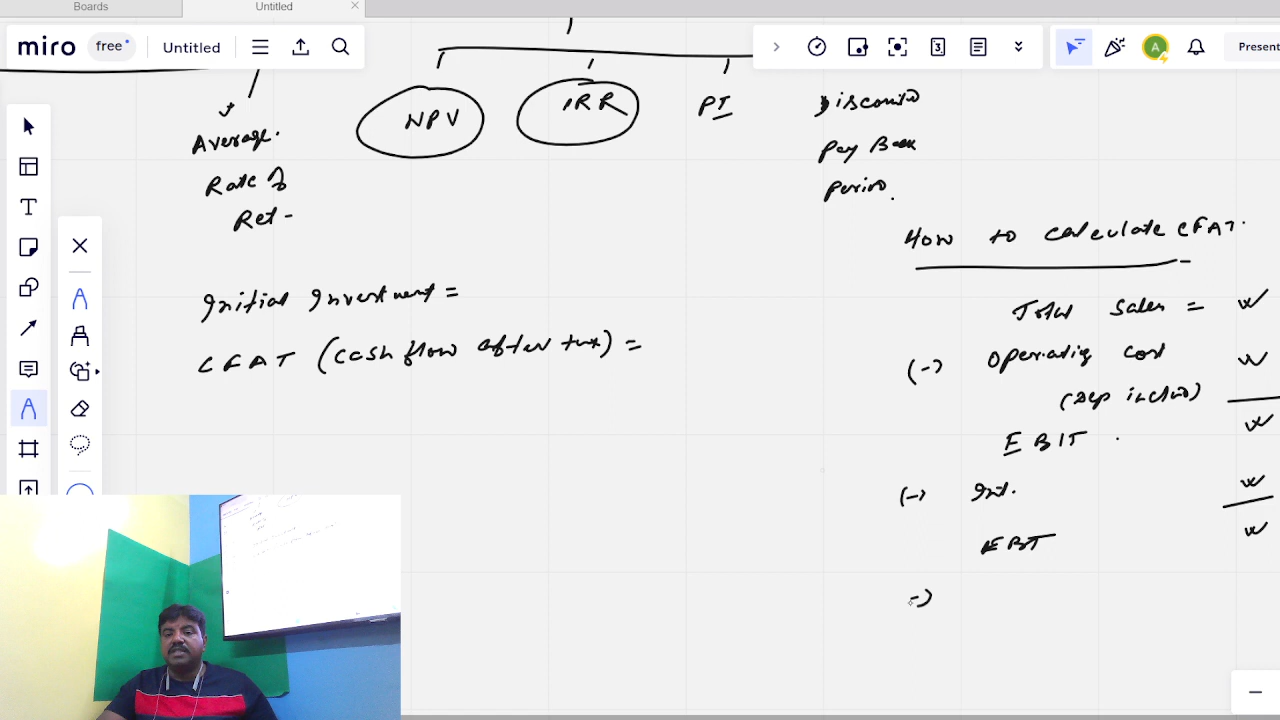 Boards
Untitled
miro
free
Untitled
Present
NPV
IRR
PI
Discounted
Pay Back
Period.
Average.
Rate of
Ret -
Initial Investment =
CFAT (Cash flow after tax) =
How to calculate CFAT.
Total Sales =
(-) Operating cost
(Dep inclu)
EBIT
(-) Int.
EBT